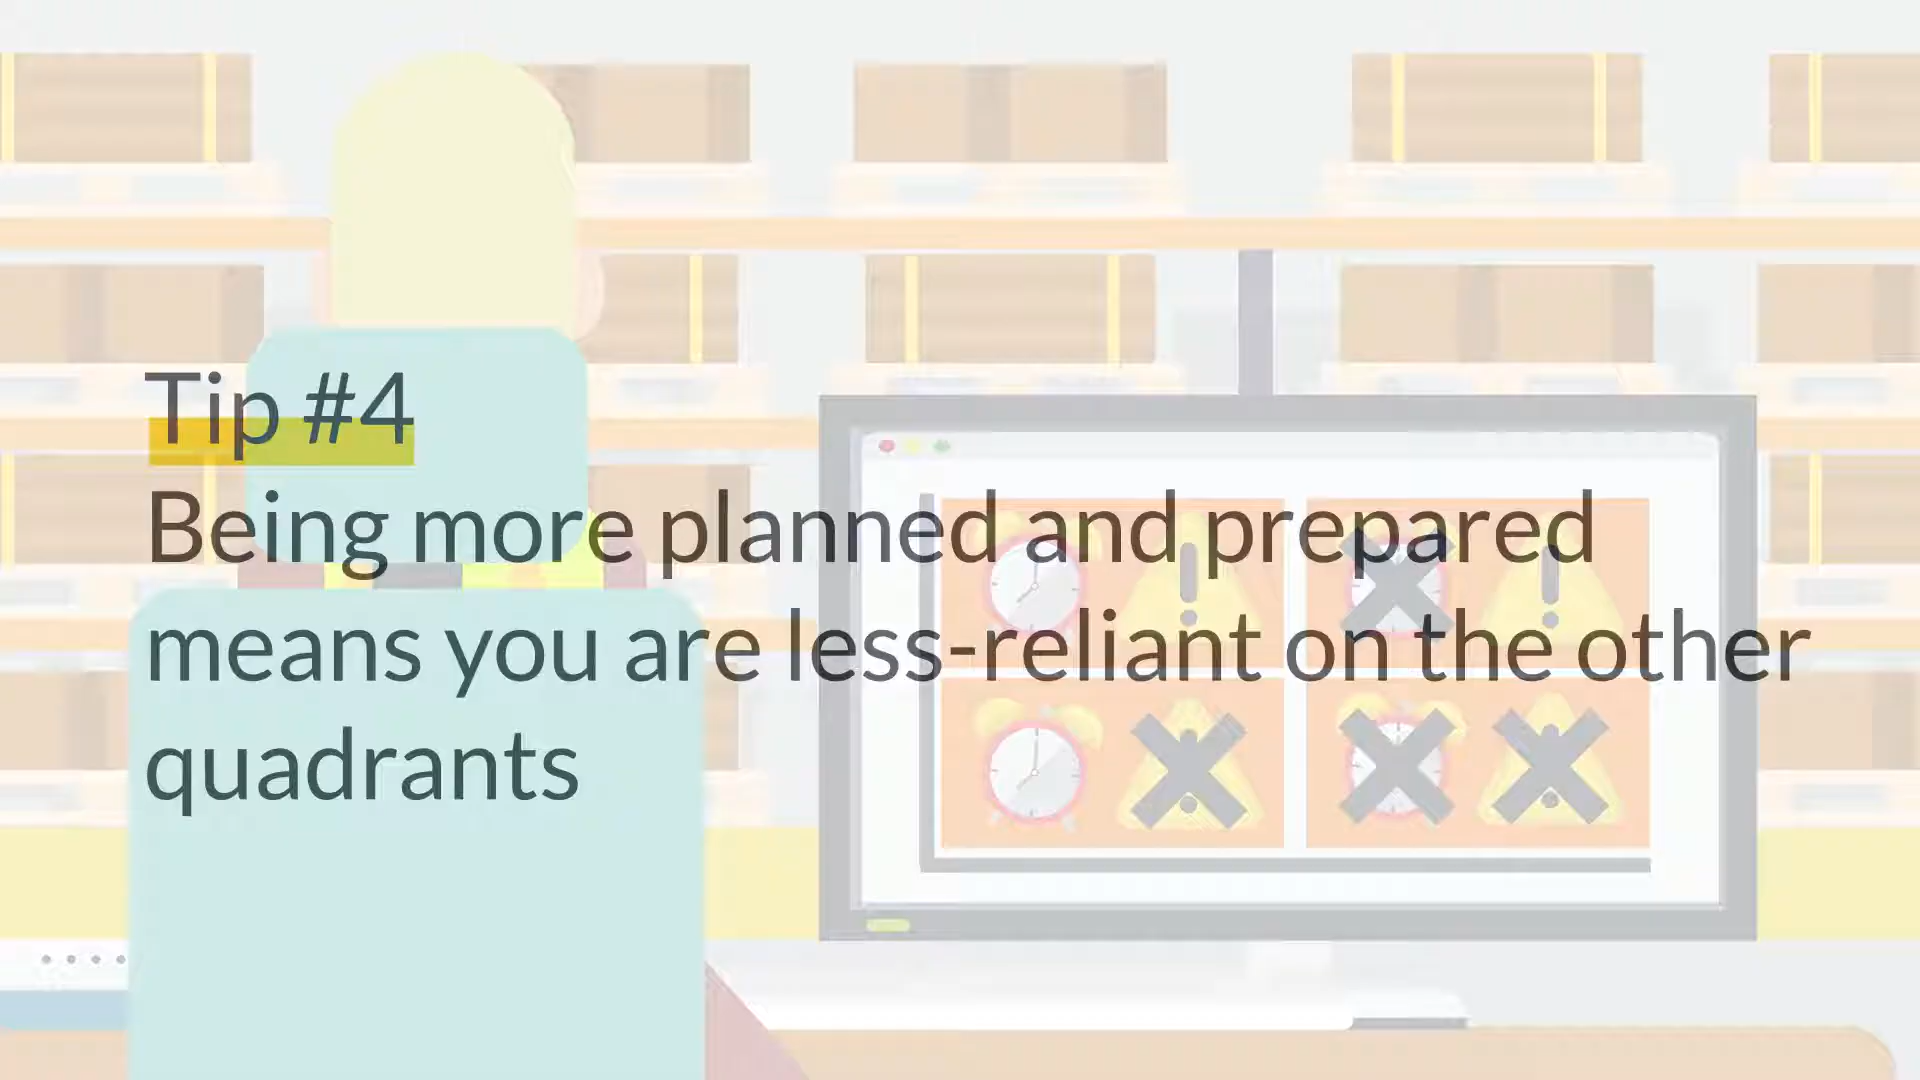 Tip #4
Being more planned and prepared
means you are less-reliant on the other
quadrants